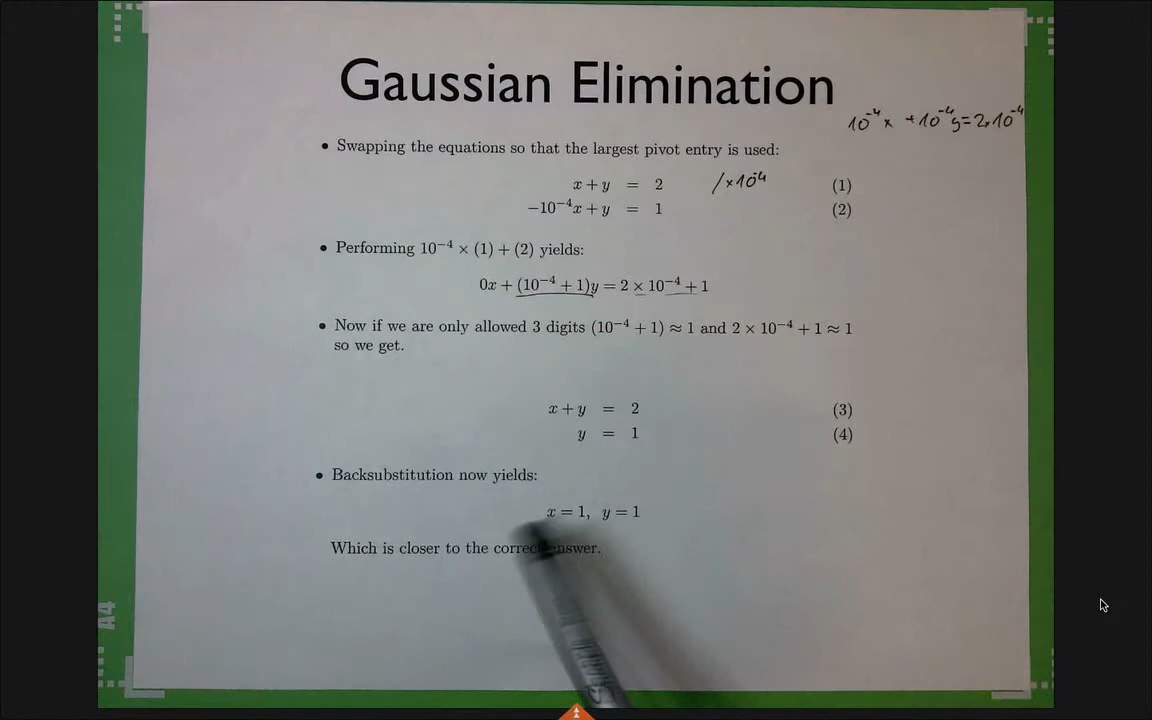 Gaussian Elimination
10⁻⁴x + 10⁻⁴y = 2×10⁻⁴
• Swapping the equations so that the largest pivot entry is used:
x + y = 2 /×10⁻⁴ (1)
−10⁻⁴x + y = 1 (2)
• Performing 10⁻⁴ × (1) + (2) yields:
0x + (10⁻⁴ + 1)y = 2 × 10⁻⁴ + 1
• Now if we are only allowed 3 digits (10⁻⁴ + 1) ≈ 1 and 2 × 10⁻⁴ + 1 ≈ 1
so we get.
x + y = 2 (3)
y = 1 (4)
• Backsubstitution now yields:
x = 1, y = 1
Which is closer to the correct answer.
A4